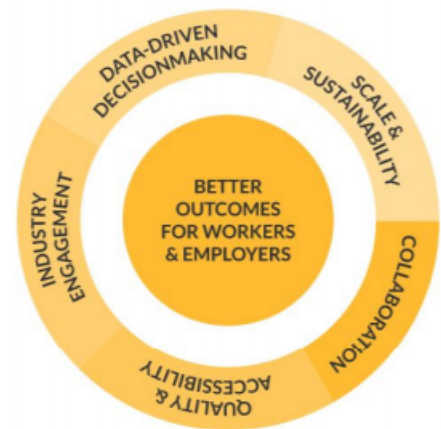 DATA-DRIVEN
DECISIONMAKING
SCALE &
SUSTAINABILITY
COLLABORATION
QUALITY &
ACCESSIBILITY
INDUSTRY
ENGAGEMENT
BETTER
OUTCOMES
FOR WORKERS
& EMPLOYERS